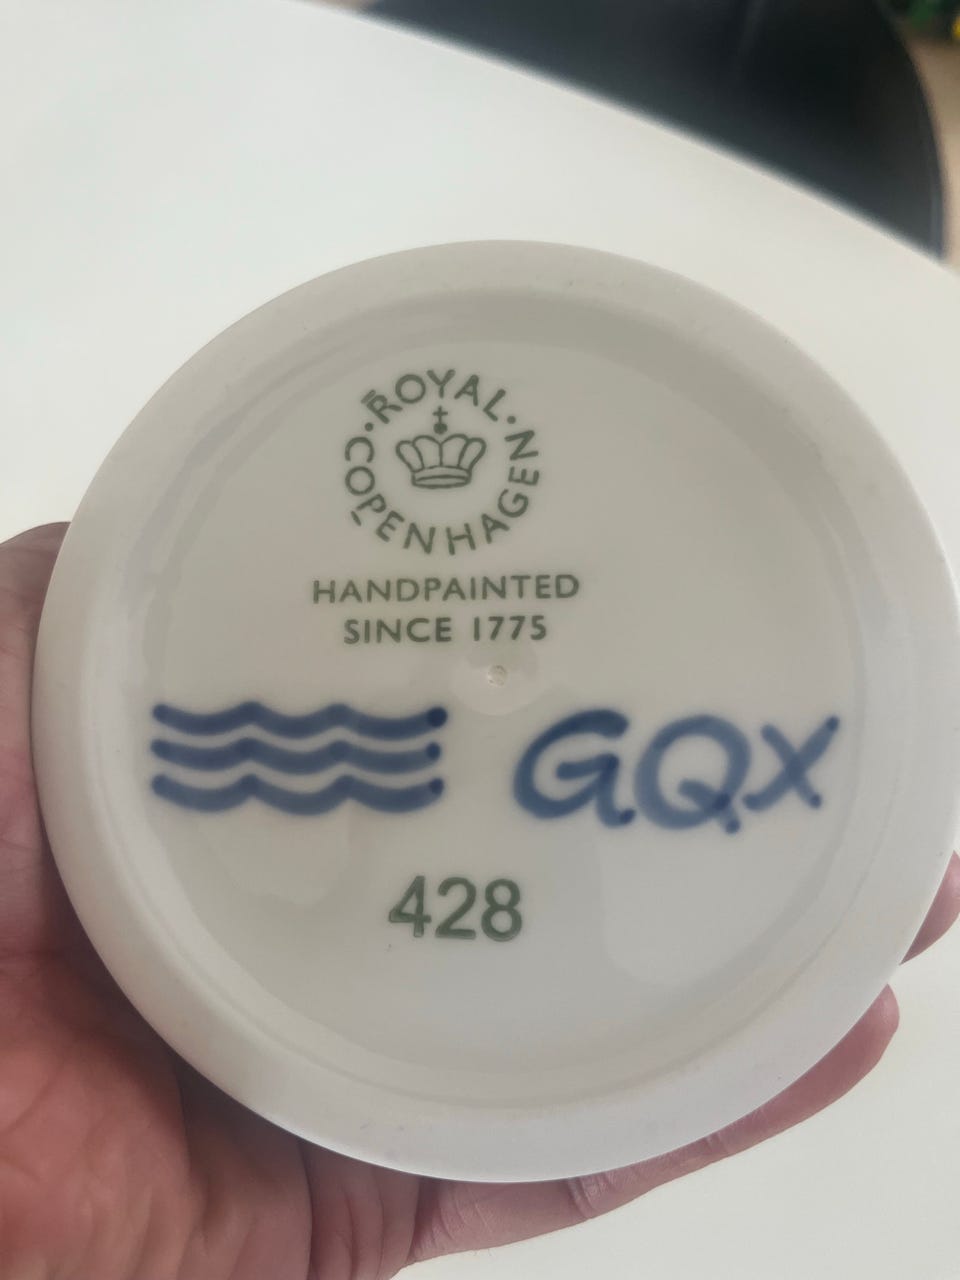 ROYAL
COPENHAGEN
HANDPAINTED
SINCE 1775
GQX
428